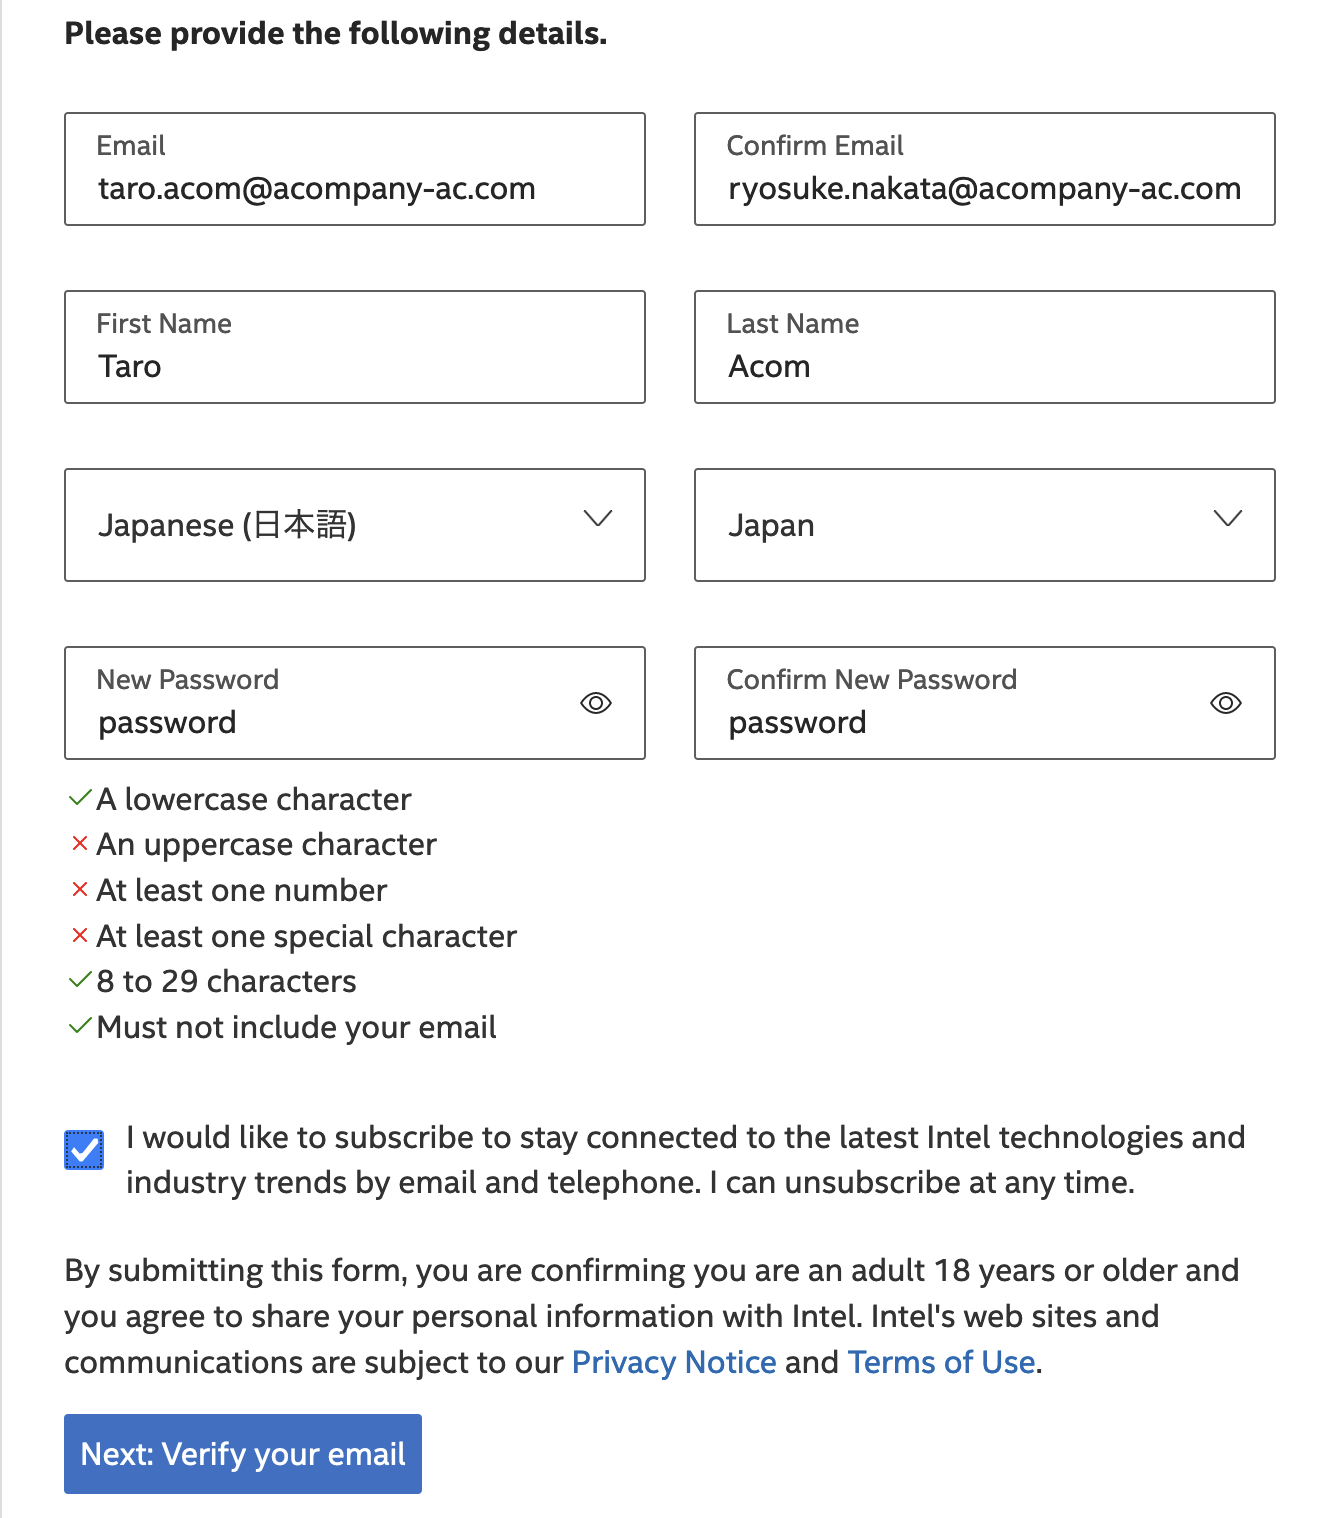 Please provide the following details.
Email
taro.acom@acompany-ac.com
Confirm Email
ryosuke.nakata@acompany-ac.com
First Name
Taro
Last Name
Acom
Japanese (日本語)
Japan
New Password
password
Confirm New Password
password
A lowercase character
An uppercase character
At least one number
At least one special character
8 to 29 characters
Must not include your email
I would like to subscribe to stay connected to the latest Intel technologies and
industry trends by email and telephone. I can unsubscribe at any time.
By submitting this form, you are confirming you are an adult 18 years or older and
you agree to share your personal information with Intel. Intel's web sites and
communications are subject to our Privacy Notice and Terms of Use.
Next: Verify your email